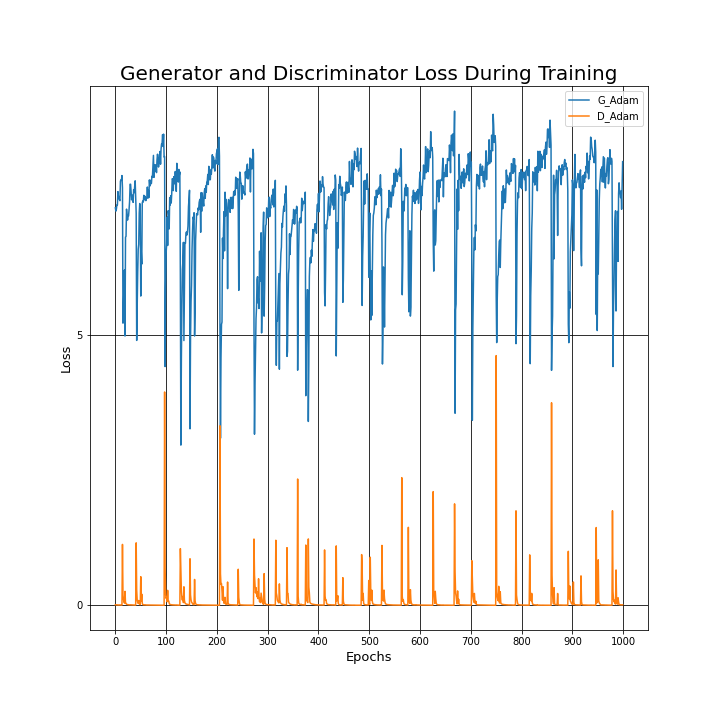 Generator and Discriminator Loss During Training
G_Adam
D_Adam
Loss
5
0
0 100 200 300 400 500 600 700 800 900 1000
Epochs